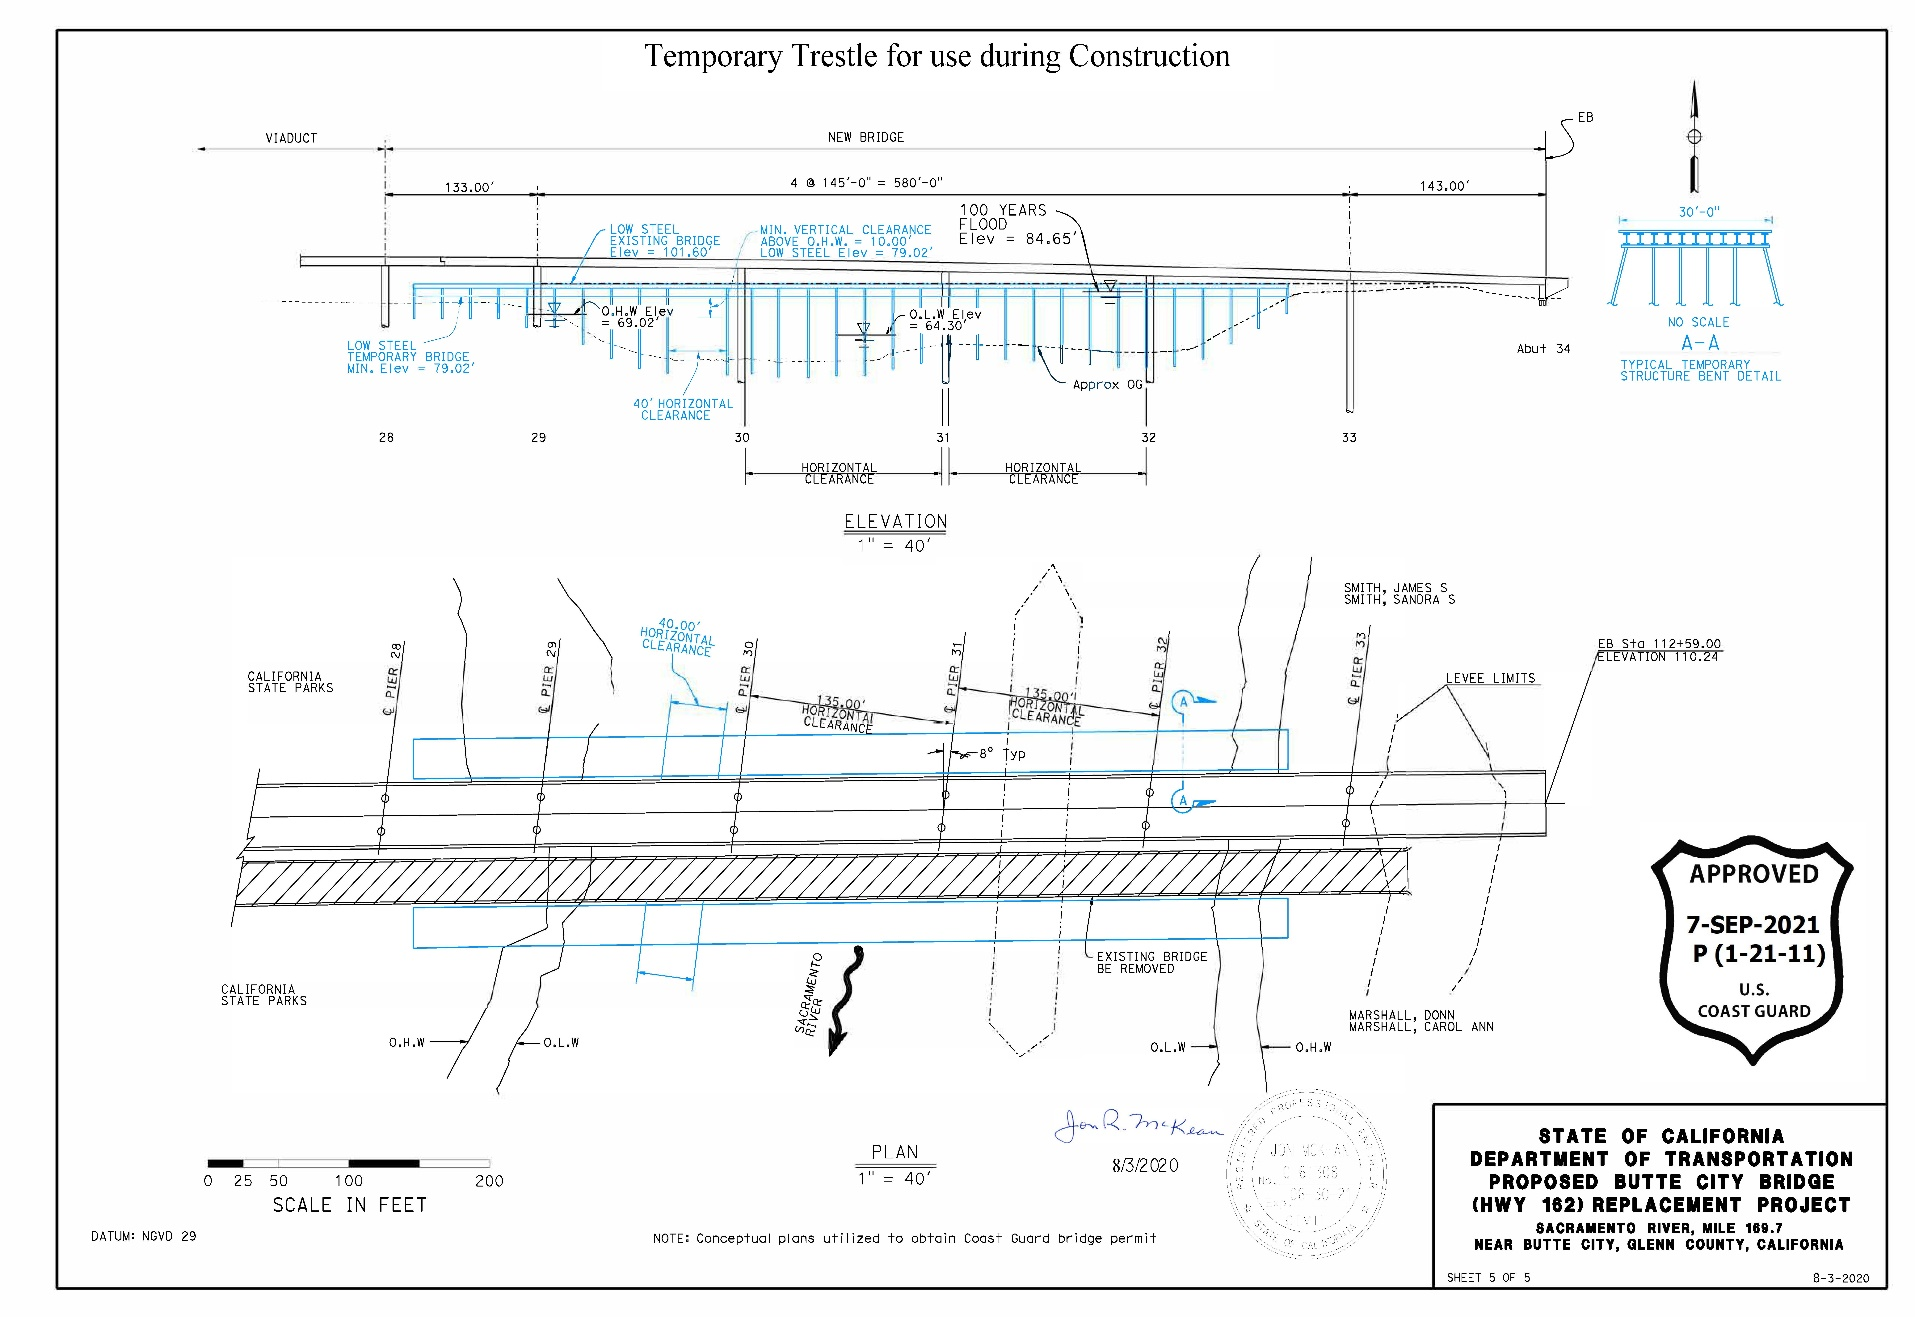 Temporary Trestle for use during Construction
VIADUCT
NEW BRIDGE
EB
133.00'
4 @ 145'-0" = 580'-0"
143.00'
LOW STEEL
EXISTING BRIDGE
Elev = 101.60'
MIN. VERTICAL CLEARANCE
ABOVE O.H.W. = 10.00'
LOW STEEL Elev = 79.02'
100 YEARS
FLOOD
Elev = 84.65'
30'-0"
O.H.W Elev
= 69.02'
O.L.W Elev
= 64.30'
LOW STEEL
TEMPORARY BRIDGE
MIN. Elev = 79.02'
40' HORIZONTAL
CLEARANCE
Approx OG
Abut 34
NO SCALE
A-A
TYPICAL TEMPORARY
STRUCTURE BENT DETAIL
28
29
30
31
32
33
HORIZONTAL
CLEARANCE
HORIZONTAL
CLEARANCE
ELEVATION
1" = 40'
SMITH, JAMES S
SMITH, SANDRA S
40.00'
HORIZONTAL
CLEARANCE
EB Sta 112+59.00
ELEVATION 110.24
CALIFORNIA
STATE PARKS
℄ PIER 28
℄ PIER 29
℄ PIER 30
℄ PIER 31
℄ PIER 32
℄ PIER 33
135.00'
HORIZONTAL
CLEARANCE
135.00'
HORIZONTAL
CLEARANCE
A
LEVEE LIMITS
8° Typ
A
EXISTING BRIDGE
BE REMOVED
SACRAMENTO
RIVER
CALIFORNIA
STATE PARKS
MARSHALL, DONN
MARSHALL, CAROL ANN
O.H.W
O.L.W
O.L.W
O.H.W
APPROVED
7-SEP-2021
P (1-21-11)
U.S.
COAST GUARD
Jon R. McKean
8/3/2020
PLAN
1" = 40'
0 25 50 100 200
SCALE IN FEET
DATUM: NGVD 29
NOTE: Conceptual plans utilized to obtain Coast Guard bridge permit
STATE OF CALIFORNIA
DEPARTMENT OF TRANSPORTATION
PROPOSED BUTTE CITY BRIDGE
(HWY 162) REPLACEMENT PROJECT
SACRAMENTO RIVER, MILE 169.7
NEAR BUTTE CITY, GLENN COUNTY, CALIFORNIA
SHEET 5 OF 5
8-3-2020